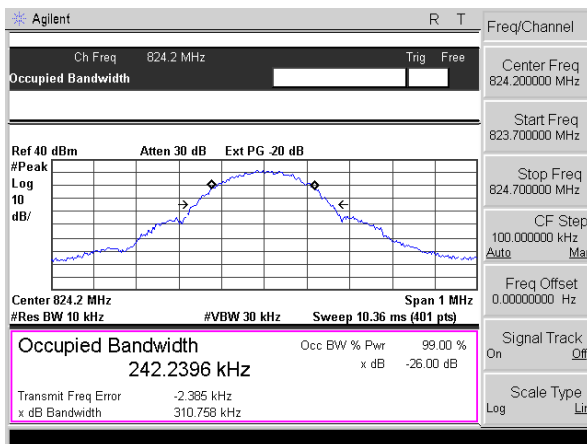 Agilent R T
Ch Freq 824.2 MHz Trig Free
Occupied Bandwidth
Ref 40 dBm Atten 30 dB Ext PG -20 dB
#Peak
Log
10
dB/
Center 824.2 MHz Span 1 MHz
#Res BW 10 kHz #VBW 30 kHz Sweep 10.36 ms (401 pts)
Occupied Bandwidth Occ BW % Pwr 99.00 %
242.2396 kHz x dB -26.00 dB
Transmit Freq Error -2.385 kHz
x dB Bandwidth 310.758 kHz
Freq/Channel
Center Freq
824.200000 MHz
Start Freq
823.700000 MHz
Stop Freq
824.700000 MHz
CF Step
100.000000 kHz
Auto Ma
Freq Offset
0.00000000 Hz
Signal Track
On Off
Scale Type
Log Lin